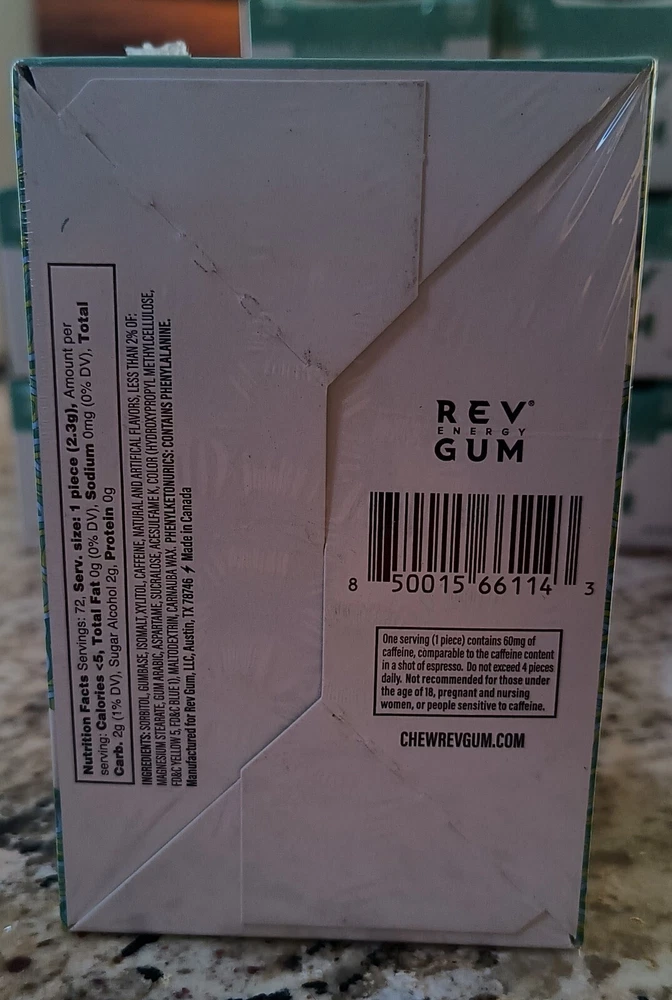 Nutrition Facts Servings: 72, Serv. size: 1 piece (2.3g), Amount per
serving: Calories <5, Total Fat 0g (0% DV), Sodium 0mg (0% DV), Total
Carb. 2g (1% DV), Sugar Alcohol 2g, Protein 0g
INGREDIENTS: SORBITOL, GUM BASE, ISOMALT, XYLITOL, CAFFEINE, NATURAL AND ARTIFICAL FLAVORS, LESS THAN 2% OF:
MAGNESIUM STEARATE, GUM ARABIC, ASPARTAME, SUCRALOSE, ACESULFAME K, COLOR (HYDROXYPROPYL METHYLCELLULOSE,
FD&C YELLOW 5, FD&C BLUE 1), MALTODEXTRIN, CARNAUBA WAX. PHENYLKETONURICS: CONTAINS PHENYLALANINE.
Manufactured for Rev Gum, LLC, Austin, TX 78746 ⚡ Made in Canada
REV®
ENERGY
GUM
8 50015 66114 3
One serving (1 piece) contains 60mg of
caffeine, comparable to the caffeine content
in a shot of espresso. Do not exceed 4 pieces
daily. Not recommended for those under
the age of 18, pregnant and nursing
women, or people sensitive to caffeine.
CHEWREVGUM.COM